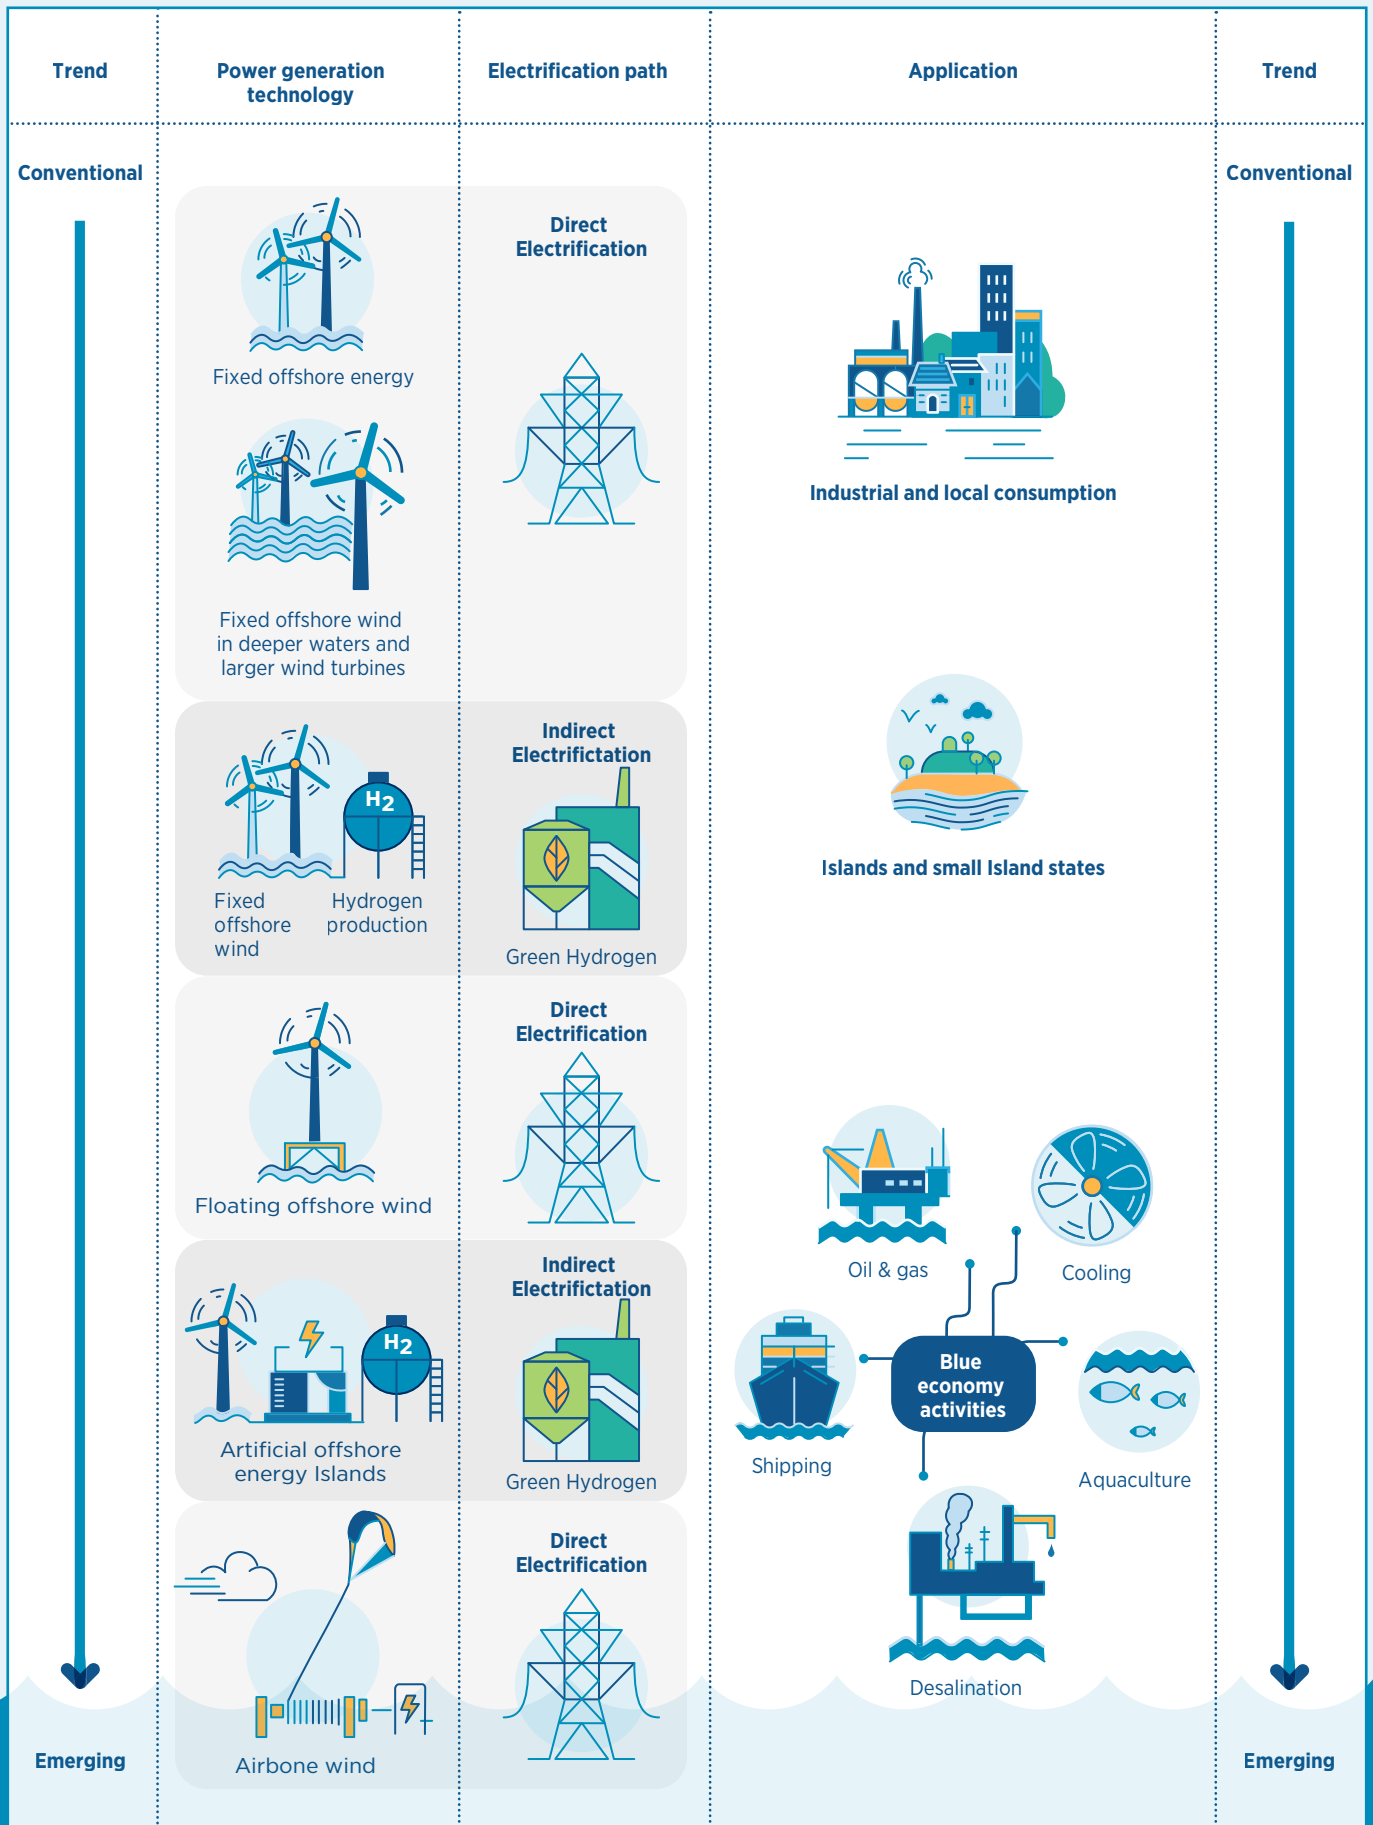 Trend
Power generation
technology
Electrification path
Application
Trend
Conventional
Conventional
Direct
Electrification
Fixed offshore energy
Fixed offshore wind
in deeper waters and
larger wind turbines
Industrial and local consumption
Indirect
Electrifictation
H2
Fixed
offshore
wind
Hydrogen
production
Green Hydrogen
Islands and small Island states
Direct
Electrification
Floating offshore wind
Indirect
Electrifictation
H2
Artificial offshore
energy Islands
Green Hydrogen
Oil & gas
Cooling
Blue
economy
activities
Shipping
Aquaculture
Desalination
Direct
Electrification
Airbone wind
Emerging
Emerging